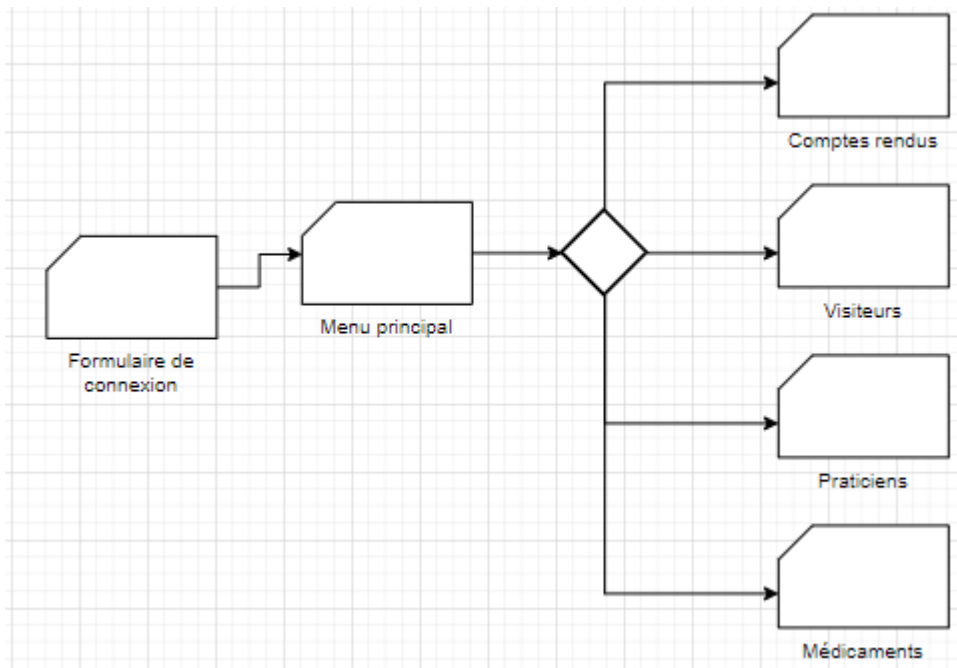 Comptes rendus
Visiteurs
Menu principal
Formulaire de
connexion
Praticiens
Médicaments